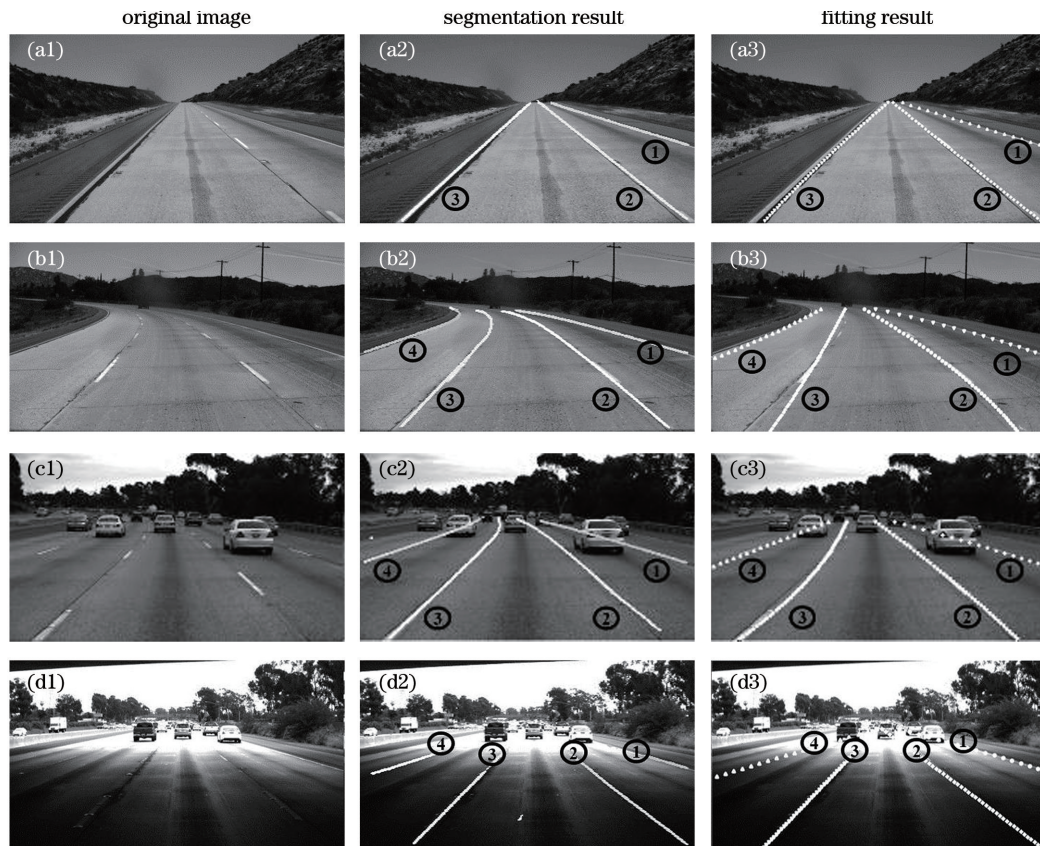 original image segmentation result fitting result
(a1) (a2) (a3)
1 1
3 2 3 2
(b1) (b2) (b3)
4 1 4 1
3 2 3 2
(c1) (c2) (c3)
4 1 4 1
3 2 3 2
(d1) (d2) (d3)
4 3 2 1 4 3 2 1